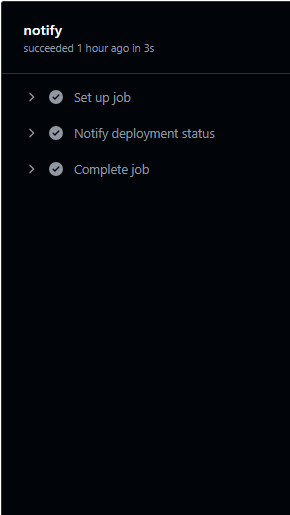 notify
succeeded 1 hour ago in 3s
Set up job
Notify deployment status
Complete job